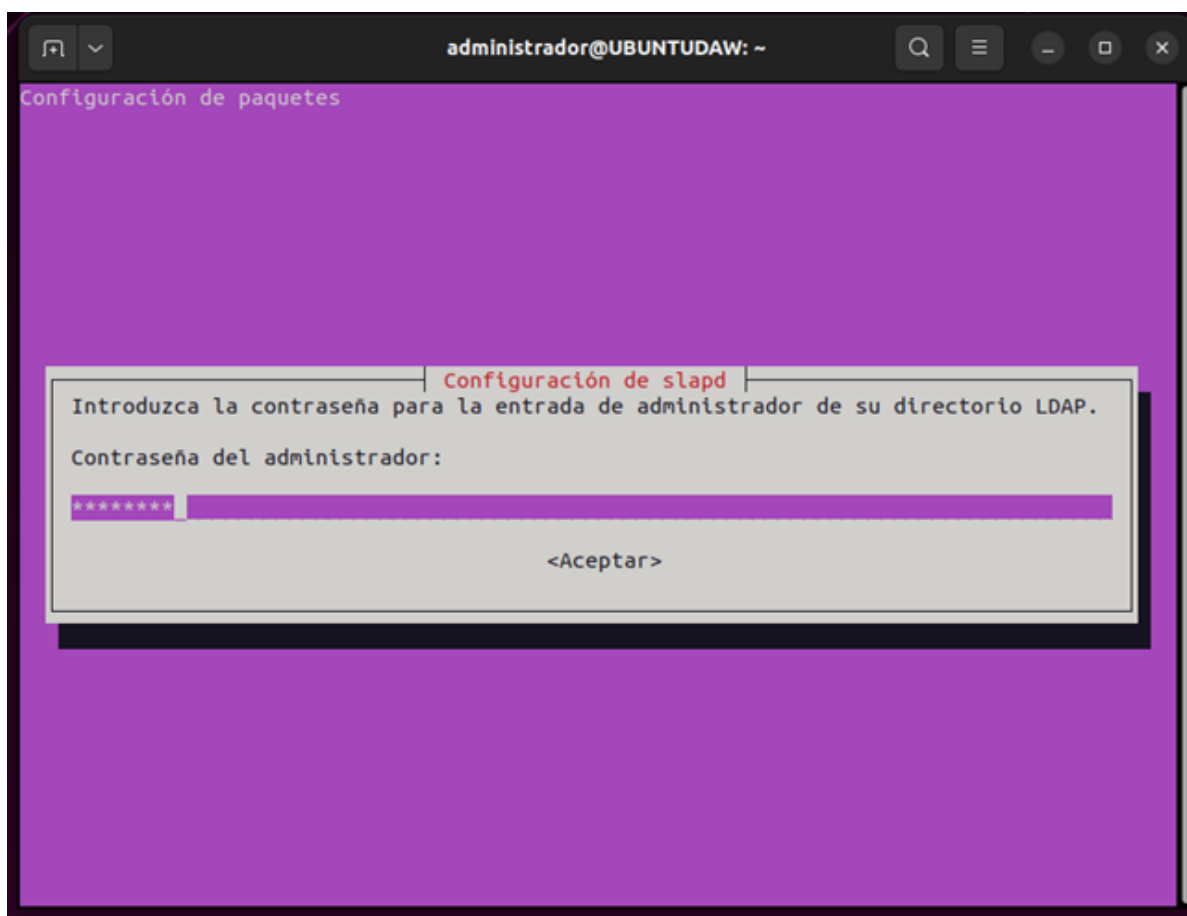 administrador@UBUNTUDAW: ~
Configuración de paquetes
Configuración de slapd
Introduzca la contraseña para la entrada de administrador de su directorio LDAP.
Contraseña del administrador:
********
<Aceptar>